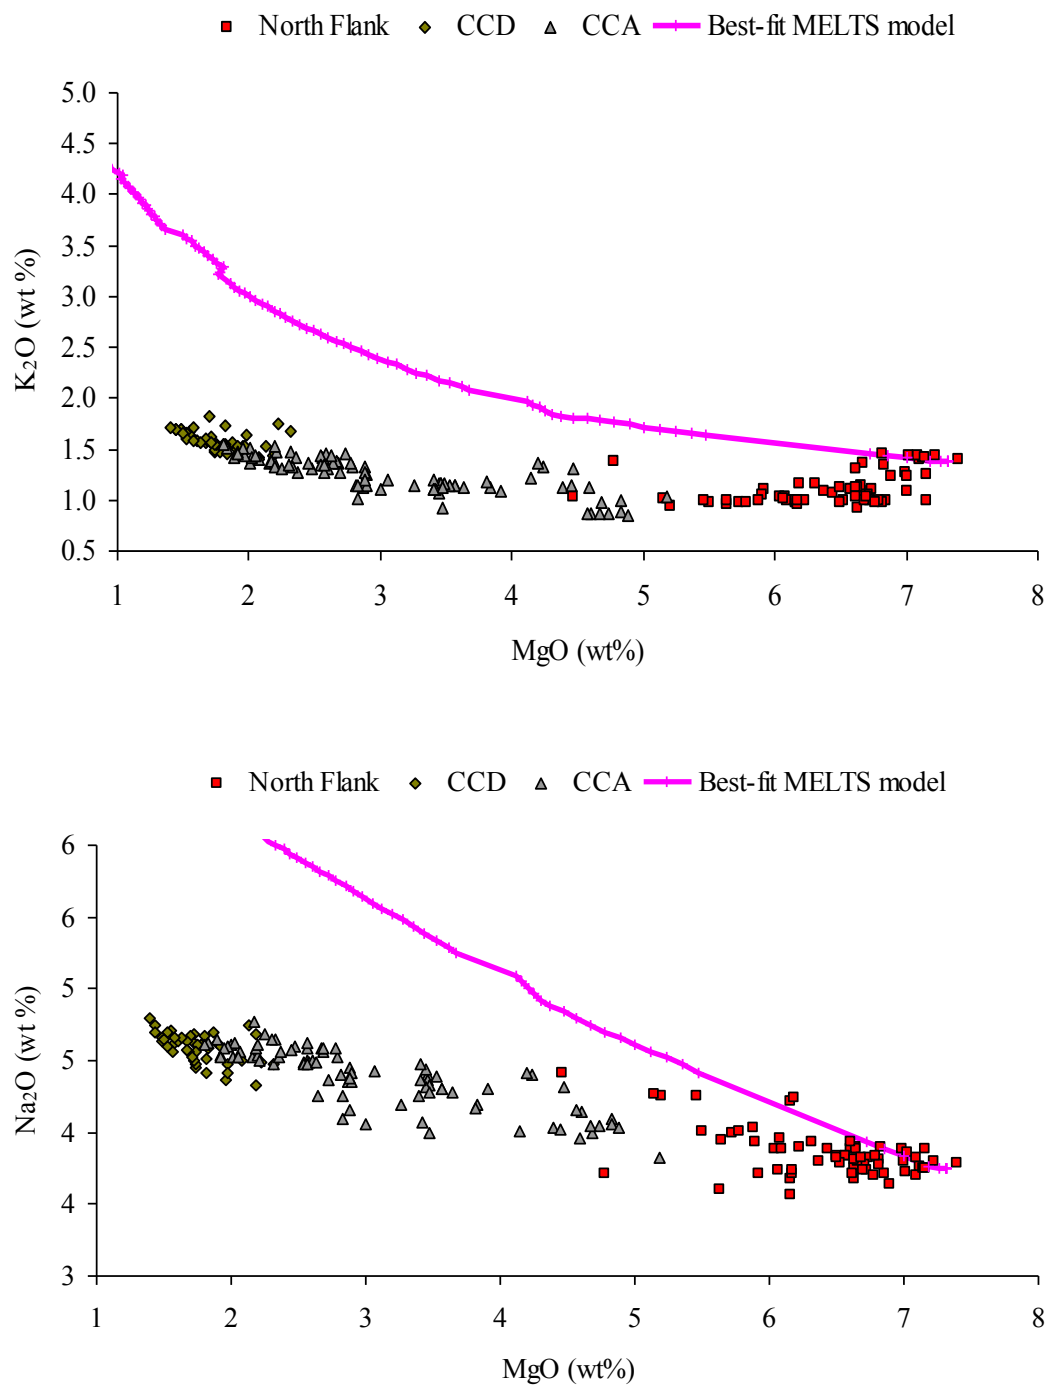 North Flank CCD CCA Best-fit MELTS model
5.0
4.5
4.0
3.5
3.0
2.5
2.0
1.5
1.0
0.5
K₂O (wt %)
1 2 3 4 5 6 7 8
MgO (wt%)
North Flank CCD CCA Best-fit MELTS model
6
6
5
5
4
4
3
Na₂O (wt %)
1 2 3 4 5 6 7 8
MgO (wt%)